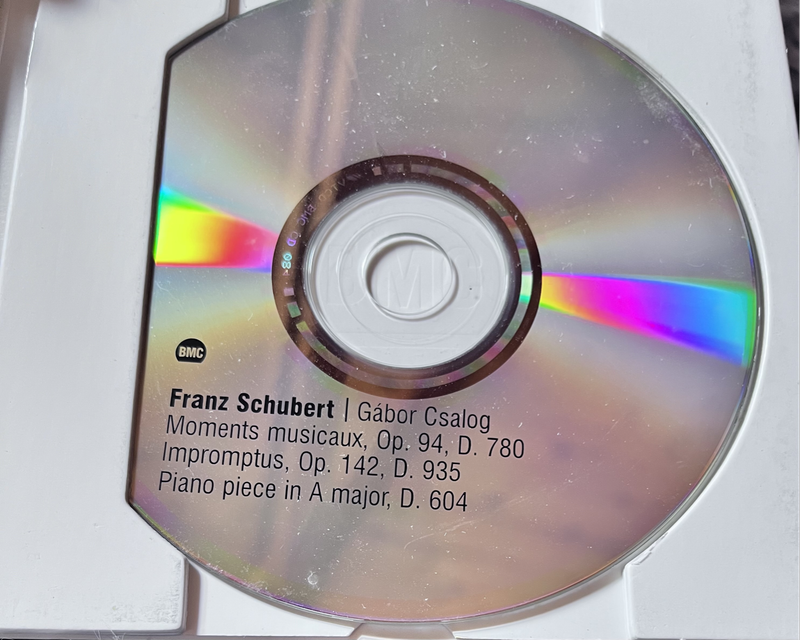 BMC
BMC
Franz Schubert | Gábor Csalog
Moments musicaux, Op. 94, D. 780
Impromptus, Op. 142, D. 935
Piano piece in A major, D. 604